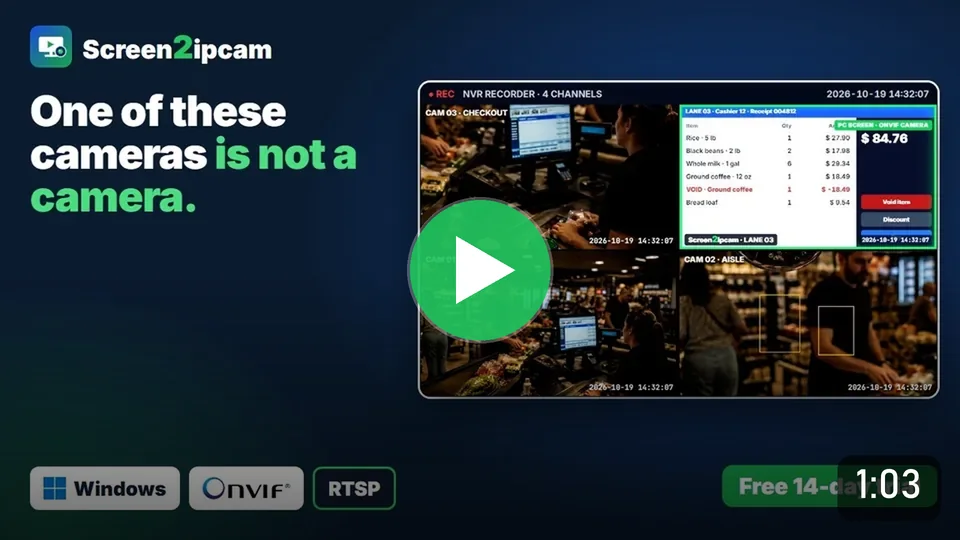 Screen2ipcam
One of these
cameras is not a
camera.
REC NVR RECORDER · 4 CHANNELS 2026-10-19 14:32:07
CAM 03 · CHECKOUT
2026-10-19 14:32:07
LANE 03 · Cashier 12 · Receipt 004812
PC SCREEN · ONVIF CAMERA
Item Qty
Rice · 5 lb 1 $ 27.90
Black beans · 2 lb 2 $ 17.98
Whole milk · 1 gal 6 $ 29.34
Ground coffee · 12 oz 1 $ 18.49
VOID · Ground coffee 1 $ -18.49
Bread loaf 1 $ 9.54
$ 84.76
Void item
Discount
Screen2ipcam · LANE 03
2026-10-19 14:32:07
2026-10-19 14:32:07
CAM 02 · AISLE
2026-10-19 14:32:07
Windows
ONVIF®
RTSP
Free 14-day
1:03